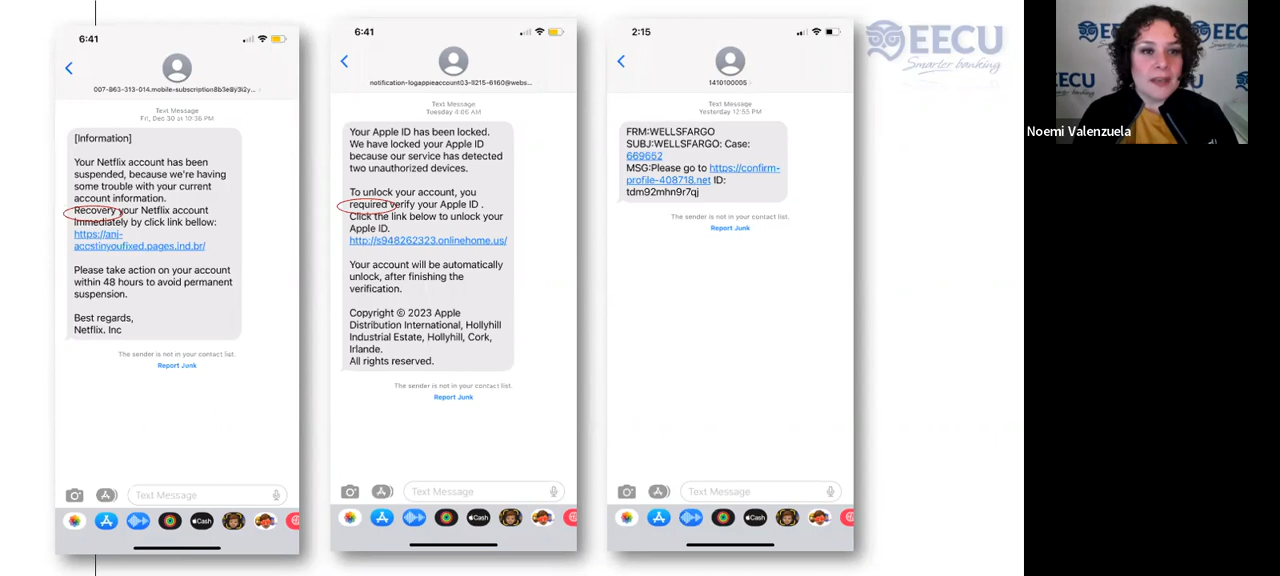 6:41
007-863-313-014.mobile-subscription8b3e8y3i2y...
Text Message
Fri, Dec 30 at 10:36 PM
[Information]
Your Netflix account has been
suspended, because we're having
some trouble with your current
account information.
Recovery your Netflix account
immediately by click link bellow:
https://anj-
accstinyoufixed.pages.ind.br/
Please take action on your account
within 48 hours to avoid permanent
suspension.
Best regards,
Netflix. Inc
The sender is not in your contact list.
Report Junk
Text Message
Cash
6:41
notification-logappieaccount03-8215-6160@webs...
Text Message
Tuesday 4:06 AM
Your Apple ID has been locked.
We have locked your Apple ID
because our service has detected
two unauthorized devices.
To unlock your account, you
required verify your Apple ID .
Click the link below to unlock your
Apple ID.
http://s948262323.onlinehome.us/
Your account will be automatically
unlock, after finishing the
verification.
Copyright © 2023 Apple
Distribution International, Hollyhill
Industrial Estate, Hollyhill, Cork,
Irlande.
All rights reserved.
The sender is not in your contact list.
Report Junk
Text Message
Cash
2:15
1410100005
Text Message
Yesterday 12:55 PM
FRM:WELLSFARGO
SUBJ:WELLSFARGO: Case:
669652
MSG:Please go to https://confirm-
profile-408718.net ID:
tdm92mhn9r7qj
The sender is not in your contact list.
Report Junk
Text Message
Cash
EECU
Smarter banking
EECU
Noemi Valenzuela